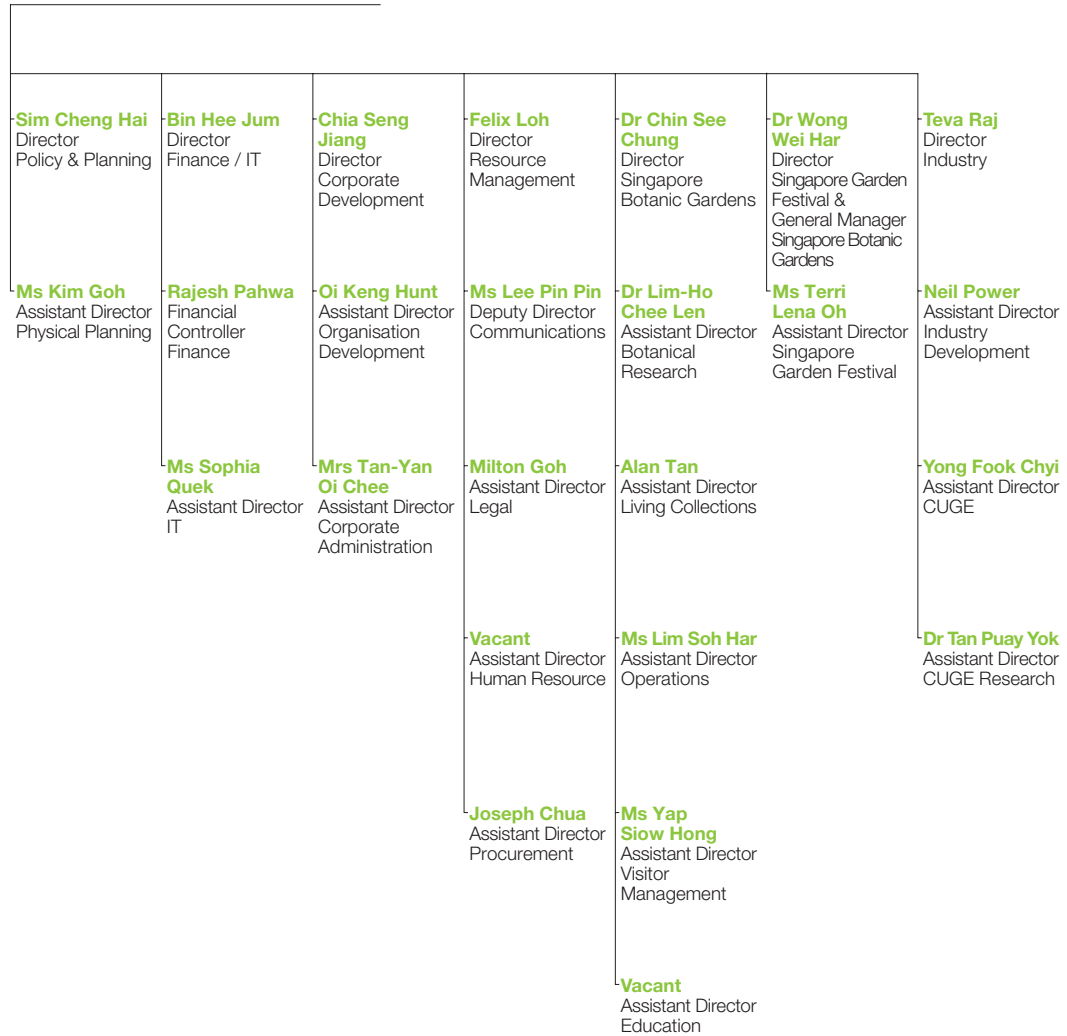 Sim Cheng Hai
Director
Policy & Planning
Ms Kim Goh
Assistant Director
Physical Planning
Bin Hee Jum
Director
Finance / IT
Rajesh Pahwa
Financial
Controller
Finance
Ms Sophia
Quek
Assistant Director
IT
Chia Seng
Jiang
Director
Corporate
Development
Oi Keng Hunt
Assistant Director
Organisation
Development
Mrs Tan-Yan
Oi Chee
Assistant Director
Corporate
Administration
Felix Loh
Director
Resource
Management
Ms Lee Pin Pin
Deputy Director
Communications
Milton Goh
Assistant Director
Legal
Vacant
Assistant Director
Human Resource
Joseph Chua
Assistant Director
Procurement
Dr Chin See
Chung
Director
Singapore
Botanic Gardens
Dr Lim-Ho
Chee Len
Assistant Director
Botanical
Research
Alan Tan
Assistant Director
Living Collections
Ms Lim Soh Har
Assistant Director
Operations
Ms Yap
Siow Hong
Assistant Director
Visitor
Management
Vacant
Assistant Director
Education
Dr Wong
Wei Har
Director
Singapore Garden
Festival &
General Manager
Singapore Botanic
Gardens
Ms Terri
Lena Oh
Assistant Director
Singapore
Garden Festival
Teva Raj
Director
Industry
Neil Power
Assistant Director
Industry
Development
Yong Fook Chyi
Assistant Director
CUGE
Dr Tan Puay Yok
Assistant Director
CUGE Research